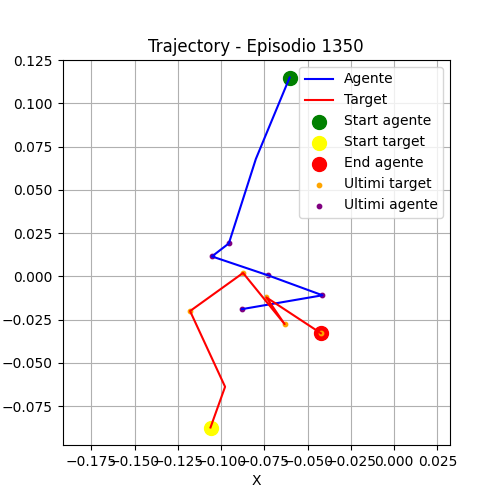 Trajectory - Episodio 1350
0.125
0.100
0.075
0.050
0.025
0.000
−0.025
−0.050
−0.075
Agente
Target
Start agente
Start target
End agente
Ultimi target
Ultimi agente
−0.175 −0.150 −0.125 −0.100 −0.075 −0.050 −0.025 0.000 0.025
X